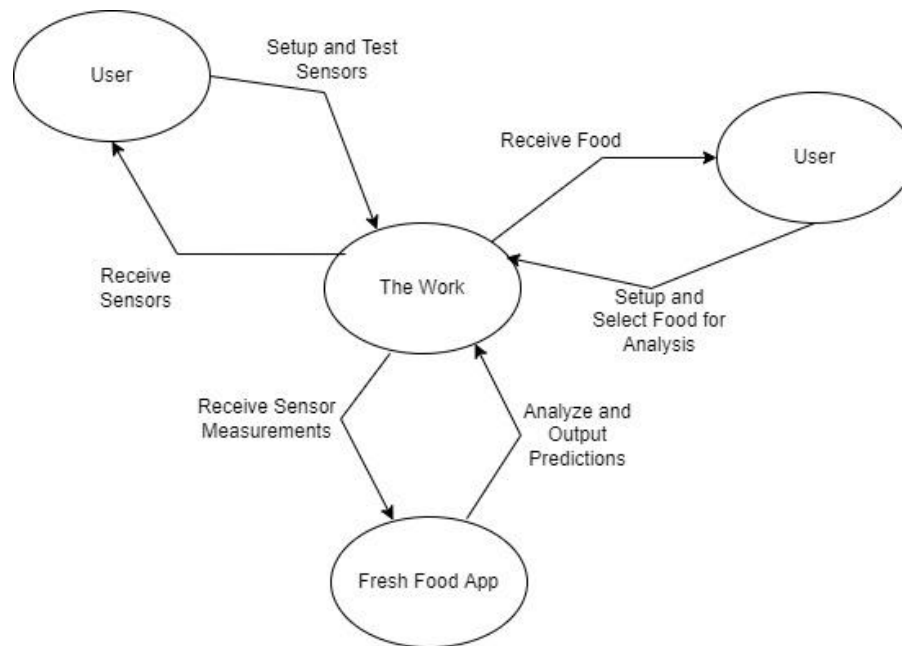 User
Setup and Test
Sensors
Receive Food
User
Receive
Sensors
The Work
Setup and
Select Food for
Analysis
Receive Sensor
Measurements
Analyze and
Output
Predictions
Fresh Food App